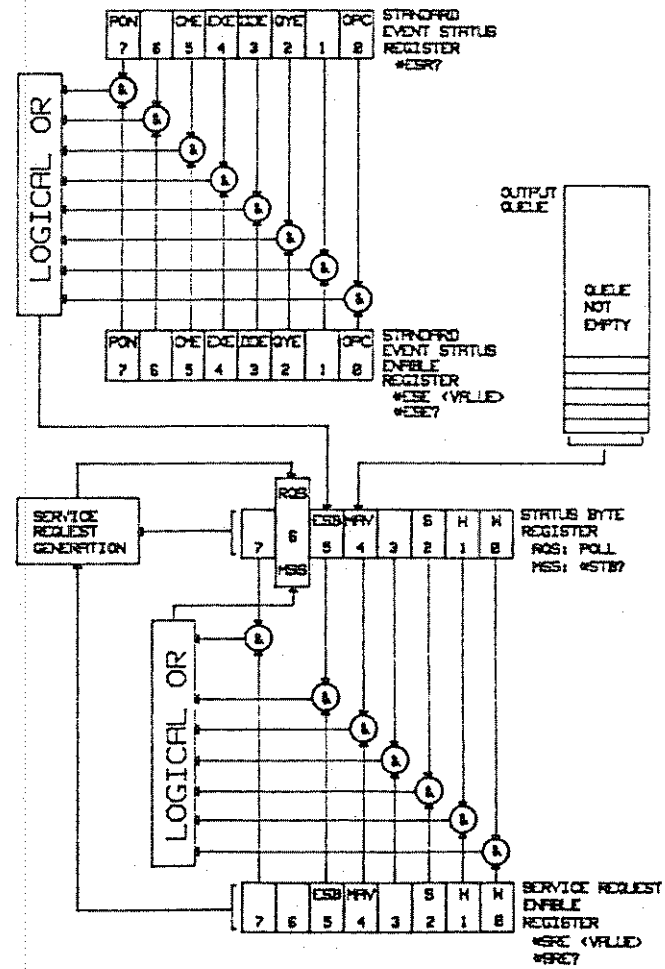 PON CME EXE DDE QYE OPC
7 6 5 4 3 2 1 0
STANDARD
EVENT STATUS
REGISTER
*ESR?
LOGICAL OR
& & & & & & & &
PON CME EXE DDE QYE OPC
7 6 5 4 3 2 1 0
STANDARD
EVENT STATUS
ENABLE
REGISTER
*ESE <VALUE>
*ESE?
OUTPUT
QUEUE
QUEUE
NOT
EMPTY
SERVICE
REQUEST
GENERATION
RQS
6
MSS
ESB MAV S H W
7 5 4 3 2 1 0
STATUS BYTE
REGISTER
RQS: POLL
MSS: *STB?
LOGICAL OR
& & & & & & &
ESB MAV S H W
7 6 5 4 3 2 1 0
SERVICE REQUEST
ENABLE
REGISTER
*SRE <VALUE>
*SRE?